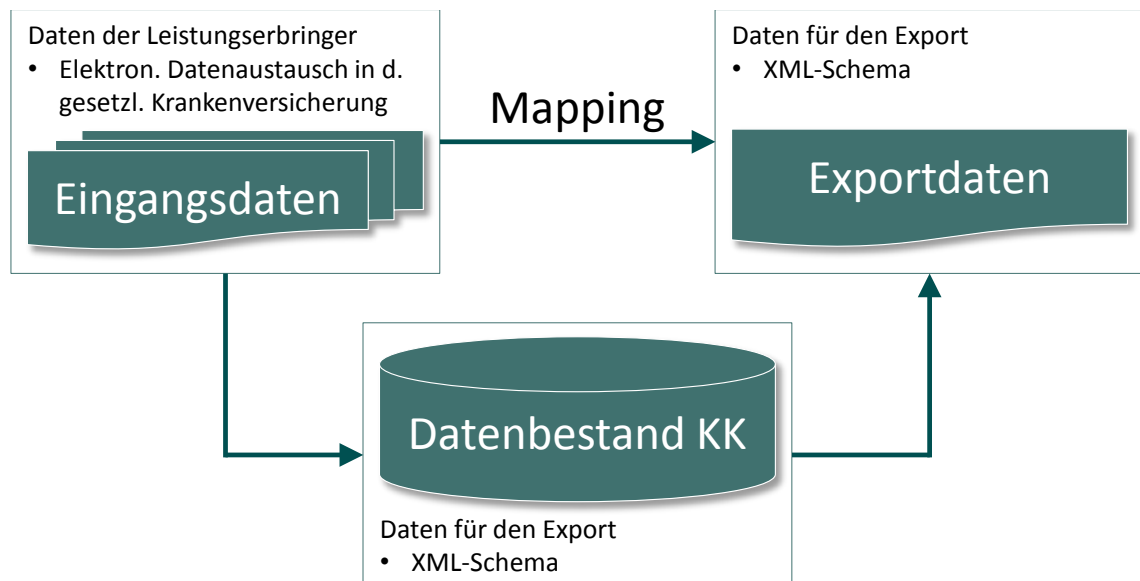 Daten der Leistungserbringer
• Elektron. Datenaustausch in d.
gesetzl. Krankenversicherung
Eingangsdaten
Mapping
Daten für den Export
• XML-Schema
Exportdaten
Datenbestand KK
Daten für den Export
• XML-Schema